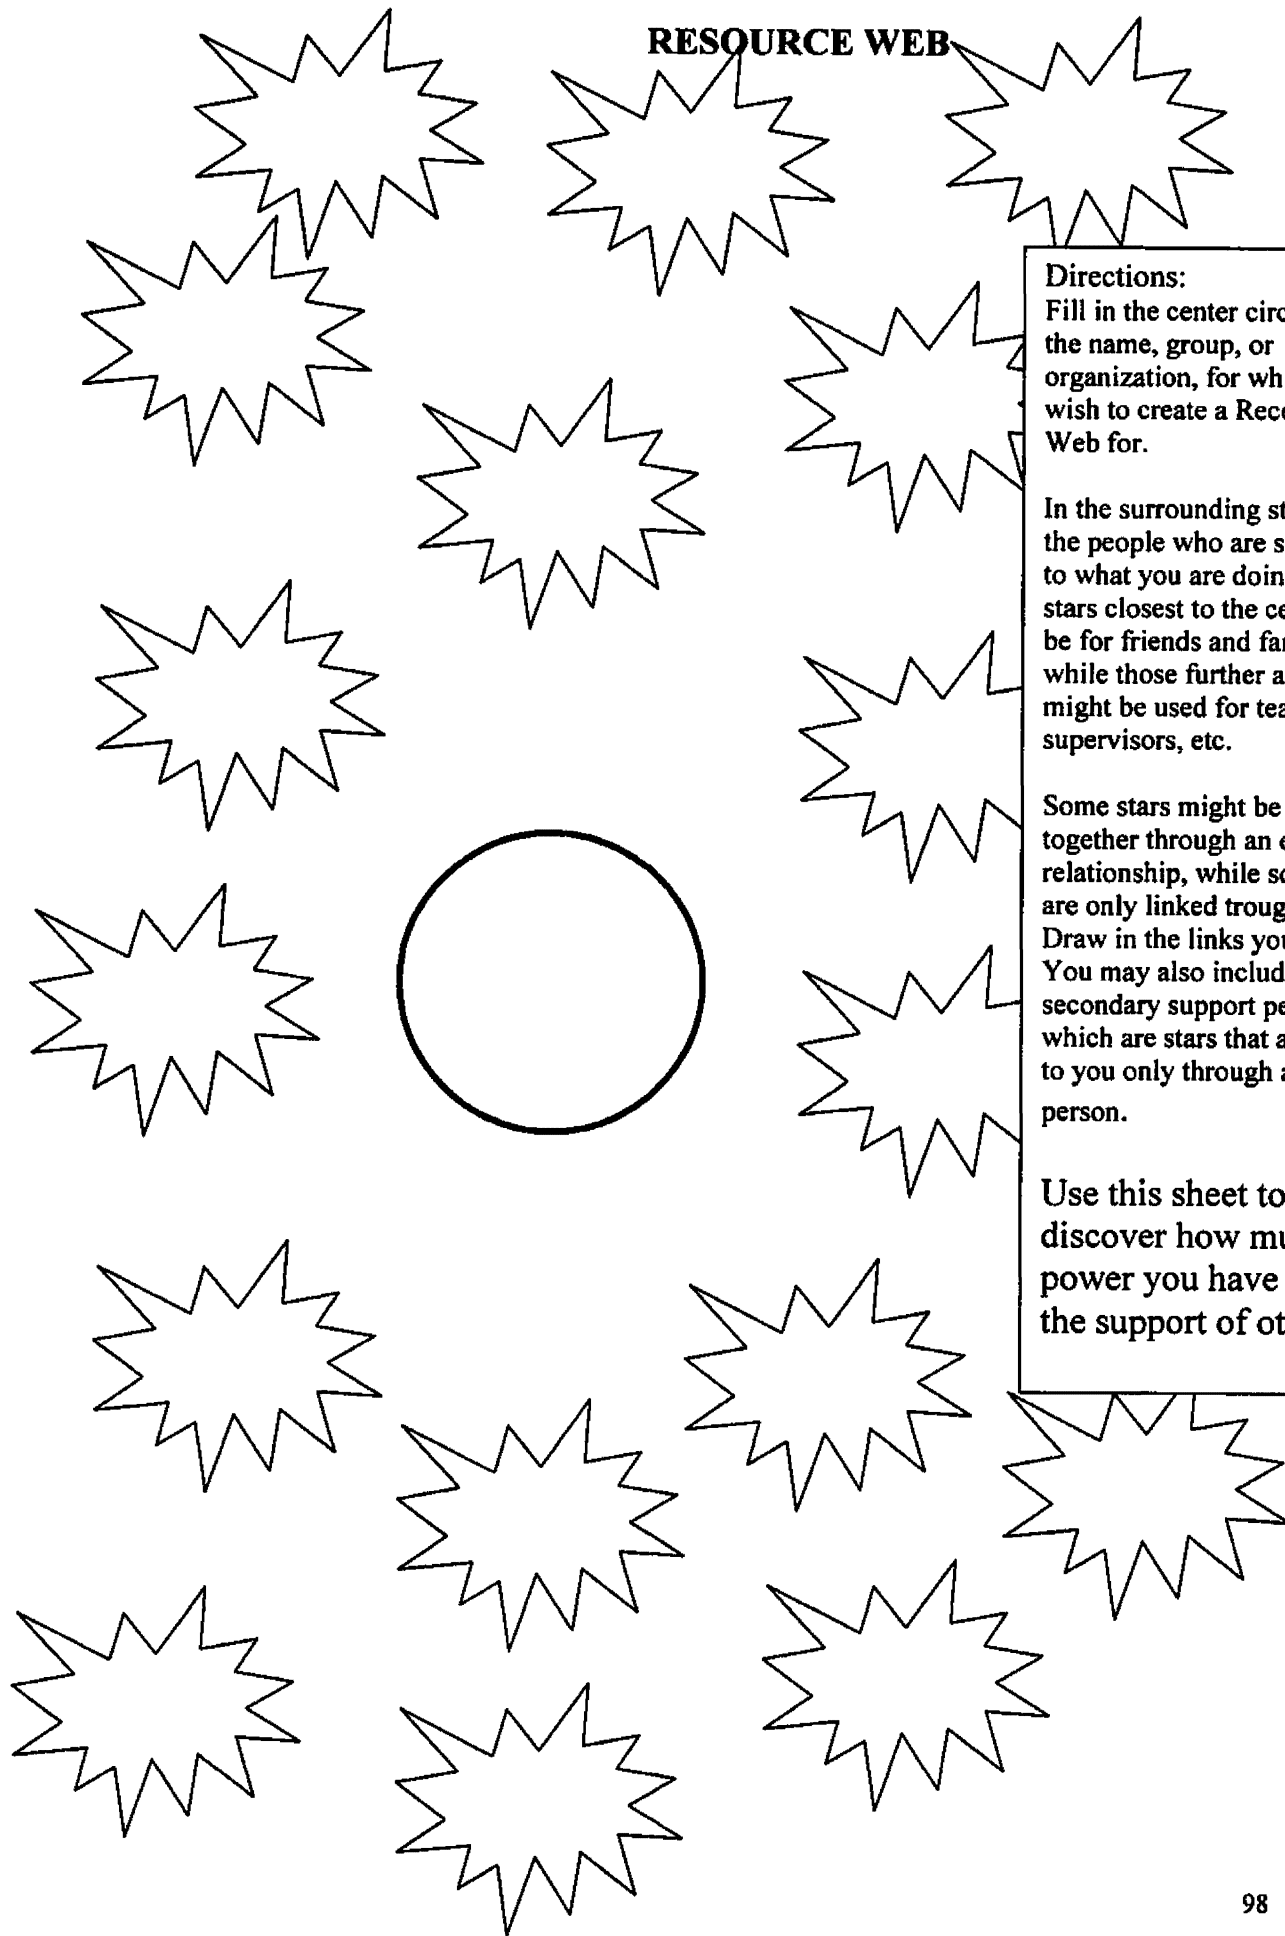 RESOURCE WEB
Directions:
Fill in the center circ
the name, group, or
organization, for wh
wish to create a Rec
Web for.
In the surrounding st
the people who are s
to what you are doin
stars closest to the ce
be for friends and far
while those further a
might be used for tea
supervisors, etc.
Some stars might be
together through an e
relationship, while so
are only linked troug
Draw in the links you
You may also includ
secondary support pe
which are stars that a
to you only through a
person.
Use this sheet to
discover how mu
power you have
the support of ot
98